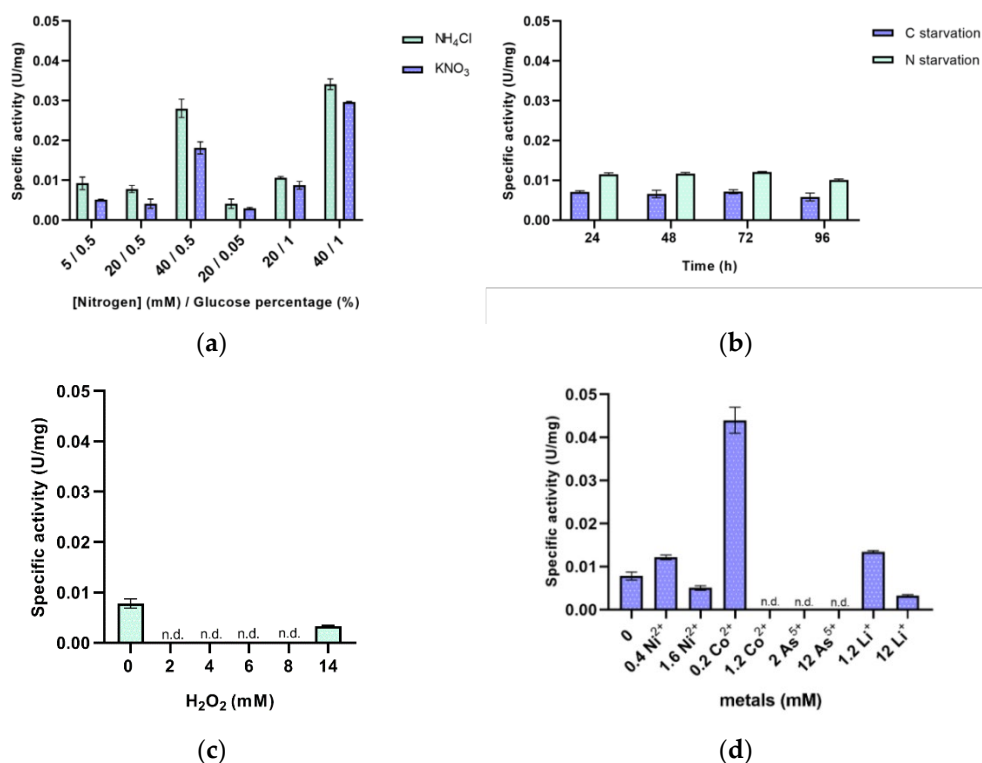 0.05
0.04
0.03
0.02
0.01
0.00
Specific activity (U/mg)
NH₄Cl
KNO₃
5 / 0.5
20 / 0.5
40 / 0.5
20 / 0.05
20 / 1
40 / 1
[Nitrogen] (mM) / Glucose percentage (%)
(a)
0.05
0.04
0.03
0.02
0.01
0.00
Specific activity (U/mg)
C starvation
N starvation
24
48
72
96
Time (h)
(b)
0.05
0.04
0.03
0.02
0.01
0.00
Specific activity (U/mg)
n.d.
n.d.
n.d.
n.d.
0
2
4
6
8
14
H₂O₂ (mM)
(c)
0.05
0.04
0.03
0.02
0.01
0.00
Specific activity (U/mg)
n.d.
n.d.
n.d.
0
0.4 Ni²⁺
1.6 Ni²⁺
0.2 Co²⁺
1.2 Co²⁺
2 As⁵⁺
12 As⁵⁺
1.2 Li⁺
12 Li⁺
metals (mM)
(d)